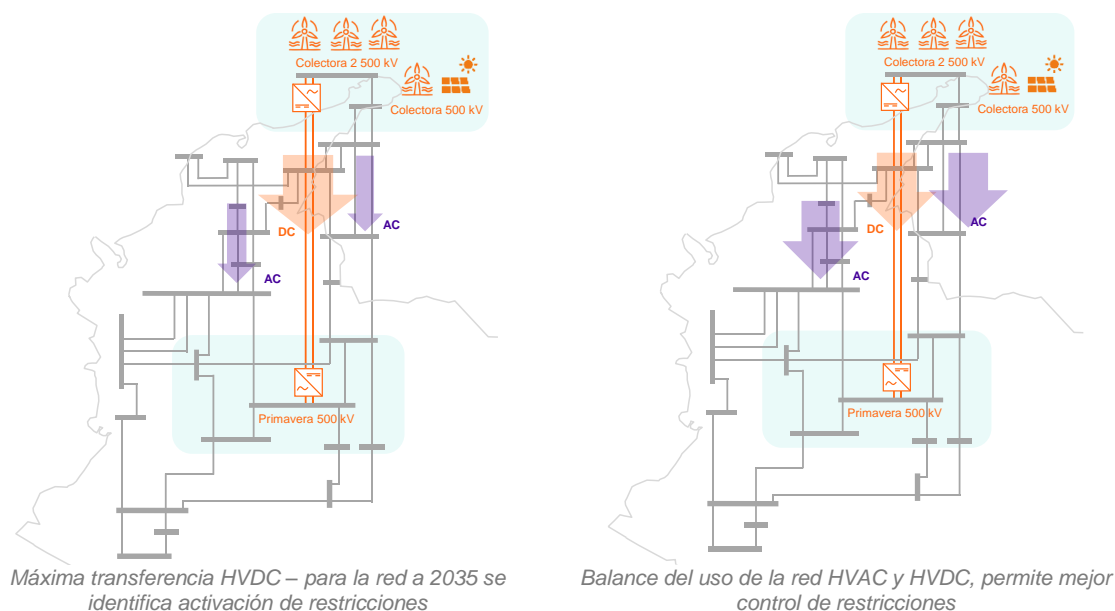 Colectora 2 500 kV
Colectora 500 kV
DC
AC
AC
Primavera 500 kV
Máxima transferencia HVDC – para la red a 2035 se
identifica activación de restricciones
Colectora 2 500 kV
Colectora 500 kV
DC
AC
AC
Primavera 500 kV
Balance del uso de la red HVAC y HVDC, permite mejor
control de restricciones